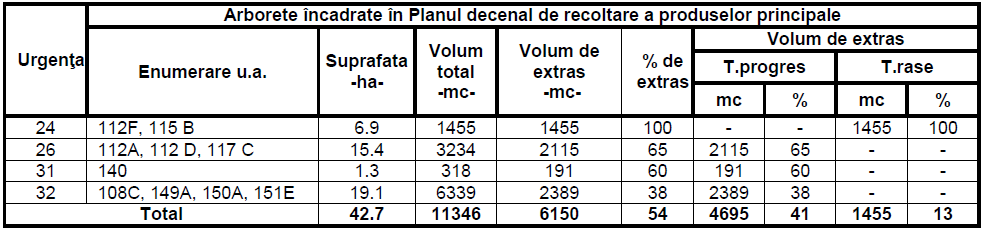 Arborete încadrate în Planul decenal de recoltare a produselor principale
Urgenţa Enumerare u.a. Suprafata -ha- Volum total -mc- Volum de extras -mc- % de extras Volum de extras
T.progres T.rase
mc % mc %
24 112F, 115 B 6.9 1455 1455 100 - - 1455 100
26 112A, 112 D, 117 C 15.4 3234 2115 65 2115 65 - -
31 140 1.3 318 191 60 191 60 - -
32 108C, 149A, 150A, 151E 19.1 6339 2389 38 2389 38 - -
Total 42.7 11346 6150 54 4695 41 1455 13